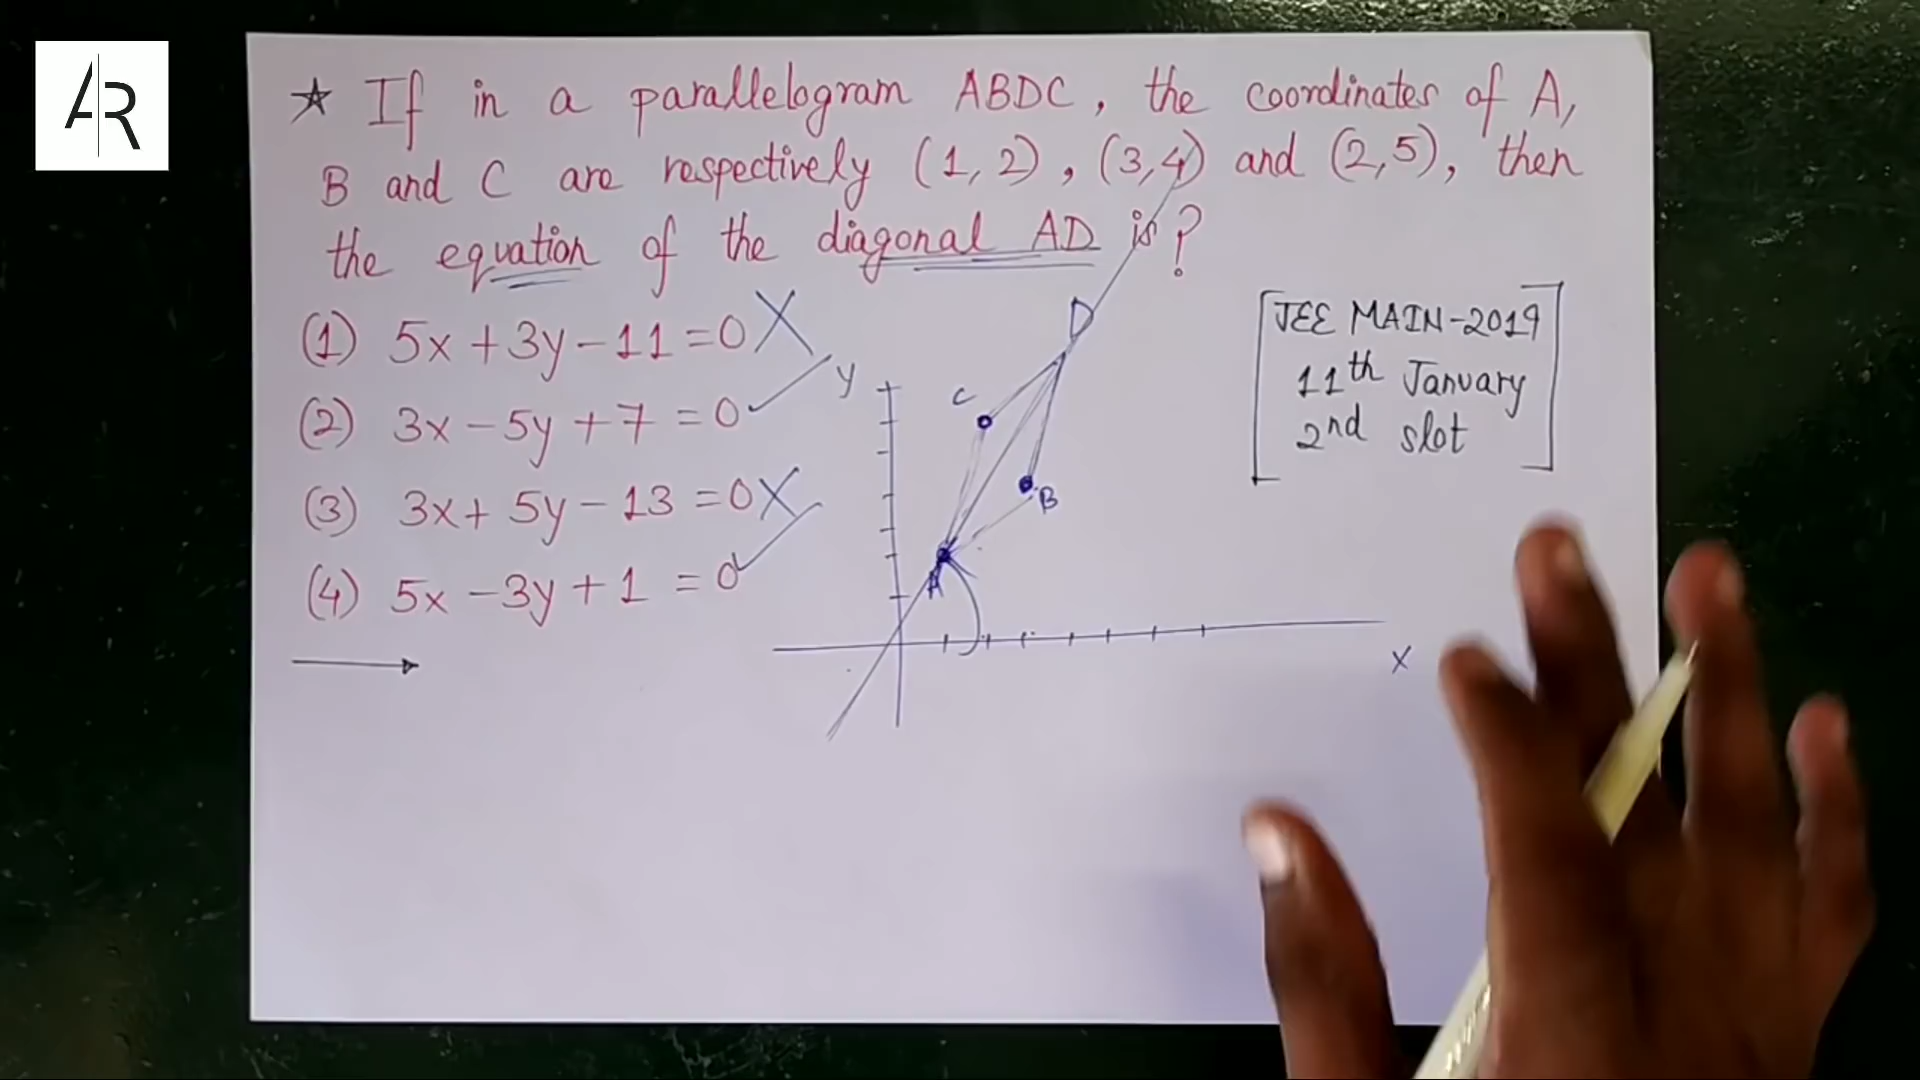 AR
☆ If in a parallelogram ABDC, the coordinates of A,
B and C are respectively (1, 2), (3,4) and (2,5), then
the equation of the diagonal AD is?
(1) 5x + 3y - 11 = 0 X
(2) 3x - 5y + 7 = 0
(3) 3x + 5y - 13 = 0 X
(4) 5x - 3y + 1 = 0
JEE MAIN-2019
11th January
2nd slot
y
D
C
B
A
X